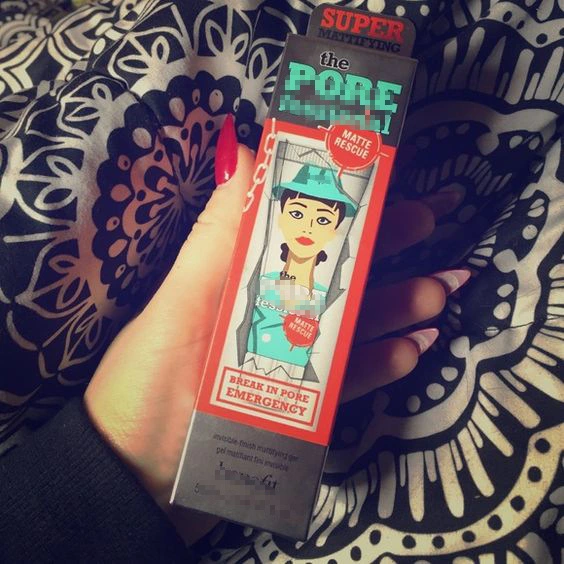 SUPER
MATTIFYING
the
PORE
MATTE
RESCUE
the
MATTE
RESCUE
BREAK IN PORE
EMERGENCY
invisible-finish mattifying gel
gel matifiant fini invisible